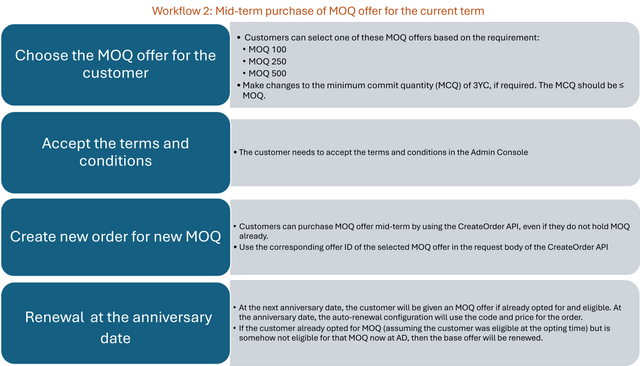 Workflow 2: Mid-term purchase of MOQ offer for the current term
Choose the MOQ offer for the
customer
• Customers can select one of these MOQ offers based on the requirement:
• MOQ 100
• MOQ 250
• MOQ 500
• Make changes to the minimum commit quantity (MCQ) of 3YC, if required. The MCQ should be ≤
MOQ.
Accept the terms and
conditions
• The customer needs to accept the terms and conditions in the Admin Console
Create new order for new MOQ
• Customers can purchase MOQ offer mid-term by using the CreateOrder API, even if they do not hold MOQ
already.
• Use the corresponding offer ID of the selected MOQ offer in the request body of the CreateOrder API
Renewal at the anniversary
date
• At the next anniversary date, the customer will be given an MOQ offer if already opted for and eligible. At
the anniversary date, the auto-renewal configuration will use the code and price for the order.
• If the customer already opted for MOQ (assuming the customer was eligible at the opting time) but is
somehow not eligible for that MOQ now at AD, then the base offer will be renewed.